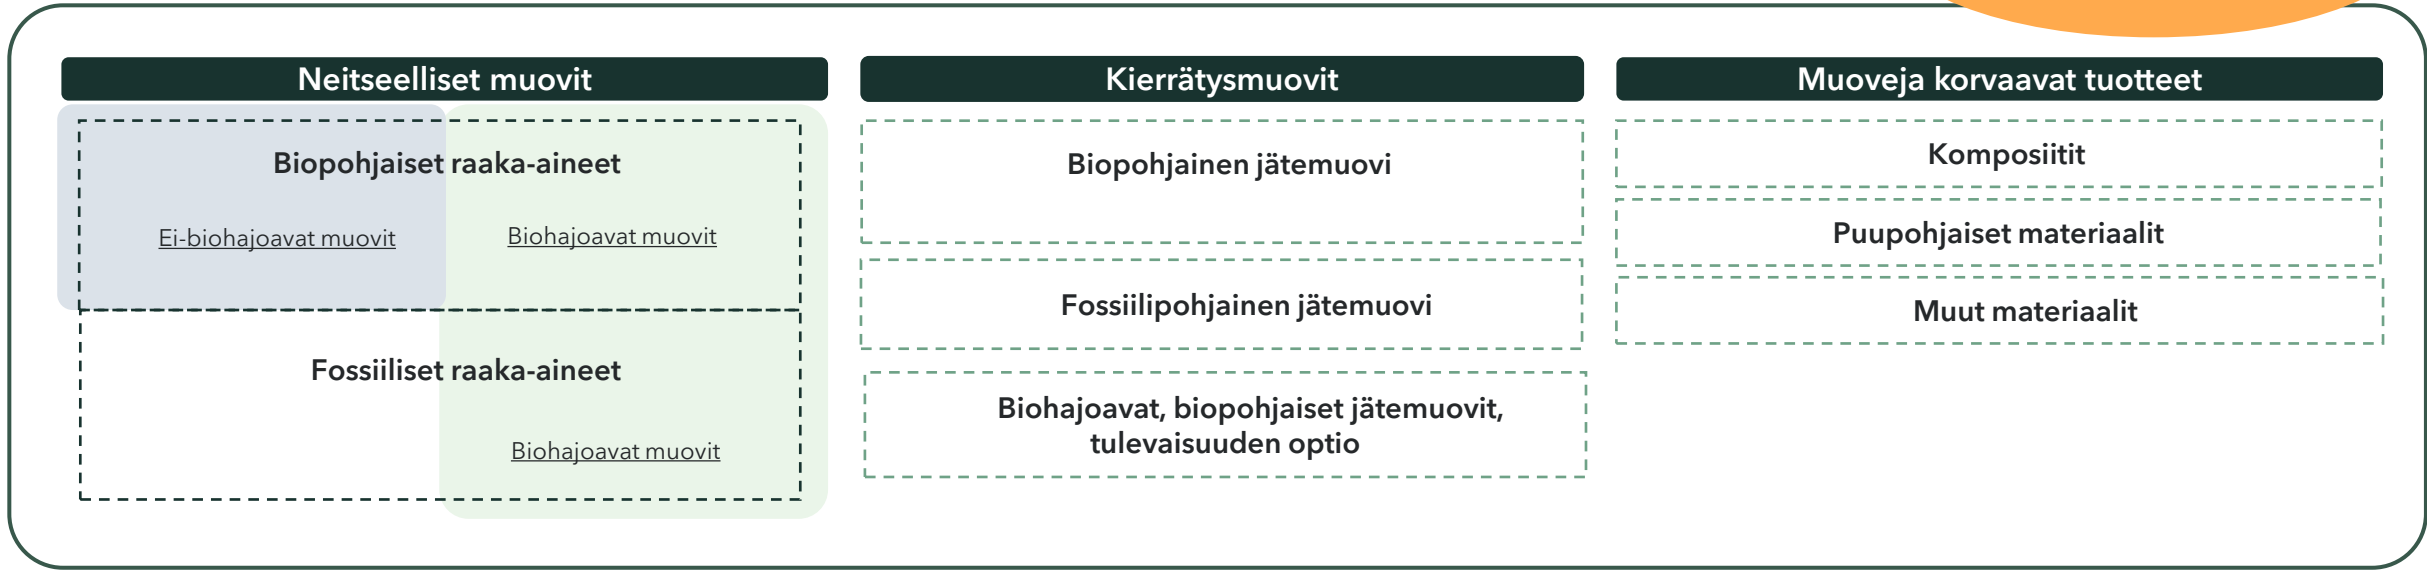 Neitseelliset muovit
Biopohjaiset raaka-aineet
Ei-biohajoavat muovit
Biohajoavat muovit
Fossiiliset raaka-aineet
Biohajoavat muovit
Kierrätysmuovit
Biopohjainen jätemuovi
Fossiilipohjainen jätemuovi
Biohajoavat, biopohjaiset jätemuovit,
tulevaisuuden optio
Muoveja korvaavat tuotteet
Komposiitit
Puupohjaiset materiaalit
Muut materiaalit